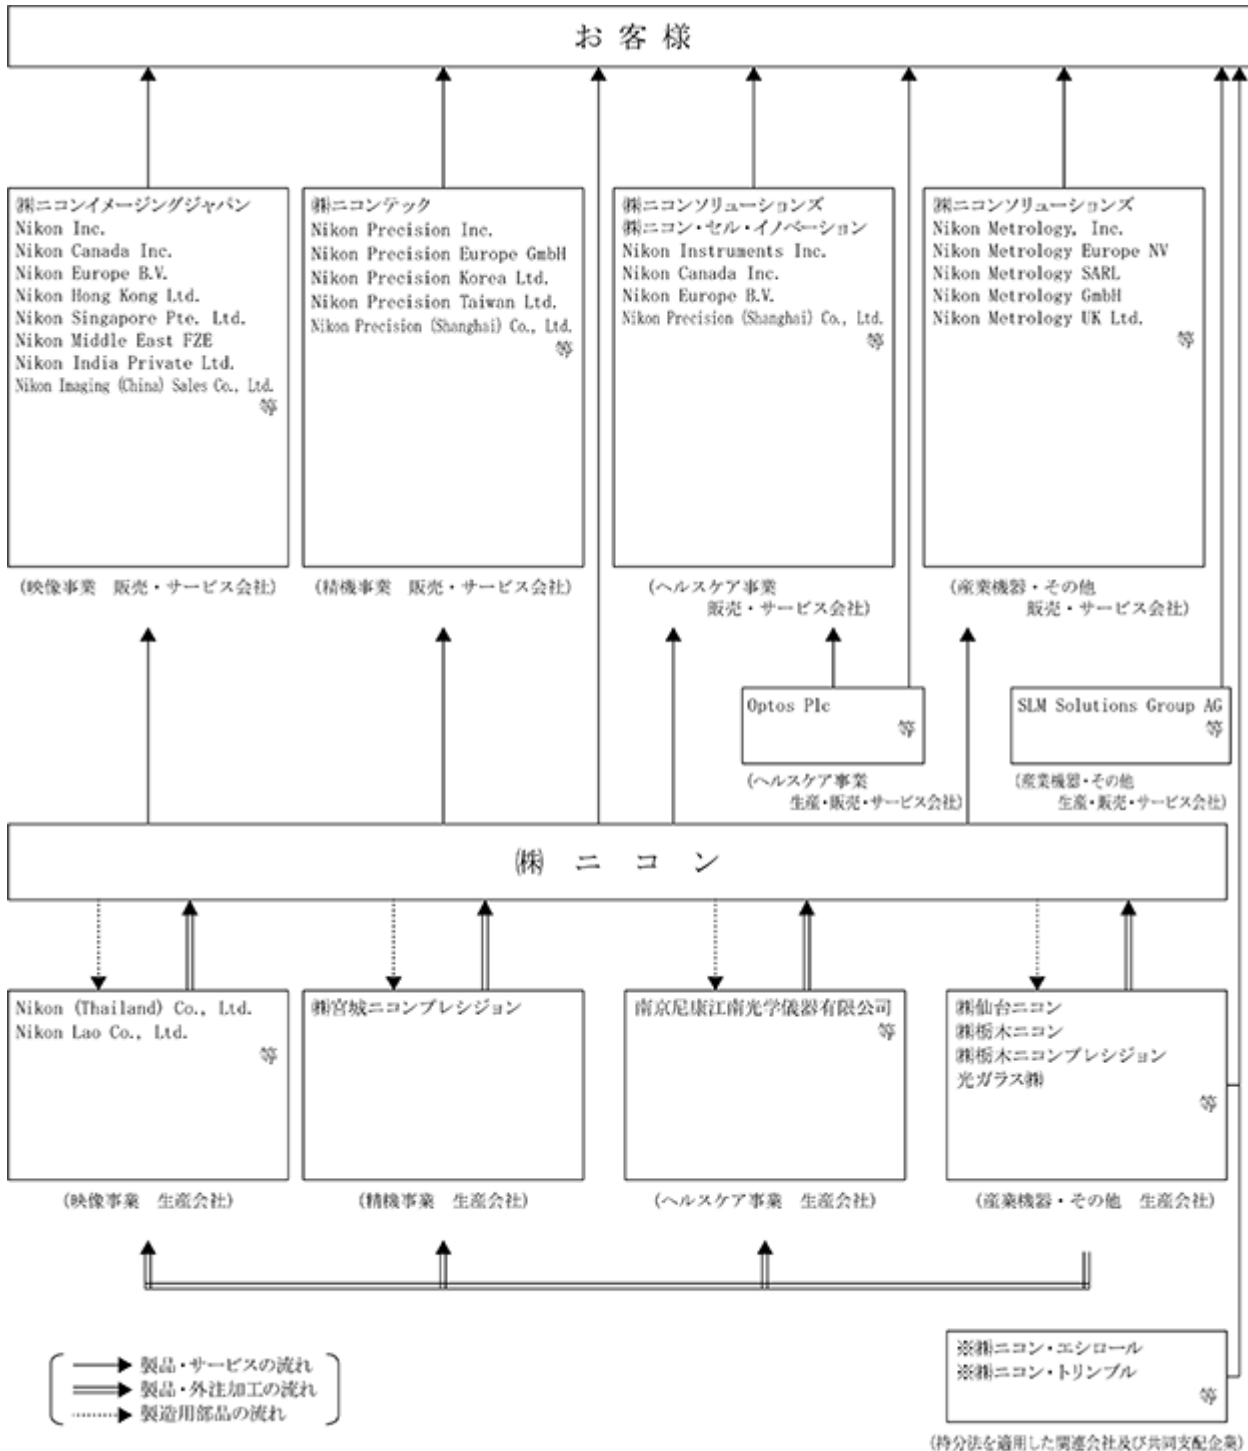 お客様
㈱ニコンイメージングジャパン
Nikon Inc.
Nikon Canada Inc.
Nikon Europe B.V.
Nikon Hong Kong Ltd.
Nikon Singapore Pte. Ltd.
Nikon Middle East FZE
Nikon India Private Ltd.
Nikon Imaging (China) Sales Co., Ltd.
等
(映像事業 販売・サービス会社)
㈱ニコンテック
Nikon Precision Inc.
Nikon Precision Europe GmbH
Nikon Precision Korea Ltd.
Nikon Precision Taiwan Ltd.
Nikon Precision (Shanghai) Co., Ltd.
等
(精機事業 販売・サービス会社)
㈱ニコンソリューションズ
㈱ニコン・セル・イノベーション
Nikon Instruments Inc.
Nikon Canada Inc.
Nikon Europe B.V.
Nikon Precision (Shanghai) Co., Ltd.
等
(ヘルスケア事業
販売・サービス会社)
㈱ニコンソリューションズ
Nikon Metrology, Inc.
Nikon Metrology Europe NV
Nikon Metrology SARL
Nikon Metrology GmbH
Nikon Metrology UK Ltd.
等
(産業機器・その他
販売・サービス会社)
Optos Plc
等
(ヘルスケア事業
生産・販売・サービス会社)
SLM Solutions Group AG
等
(産業機器・その他
生産・販売・サービス会社)
㈱ニコン
Nikon (Thailand) Co., Ltd.
Nikon Lao Co., Ltd.
等
(映像事業 生産会社)
㈱宮城ニコンプレシジョン
(精機事業 生産会社)
南京尼康江南光学儀器有限公司
等
(ヘルスケア事業 生産会社)
㈱仙台ニコン
㈱栃木ニコン
㈱栃木ニコンプレシジョン
光ガラス㈱
等
(産業機器・その他 生産会社)
製品・サービスの流れ
製品・外注加工の流れ
製造用部品の流れ
※㈱ニコン・エシロール
※㈱ニコン・トリンブル
等
(持分法を適用した関連会社及び共同支配企業)